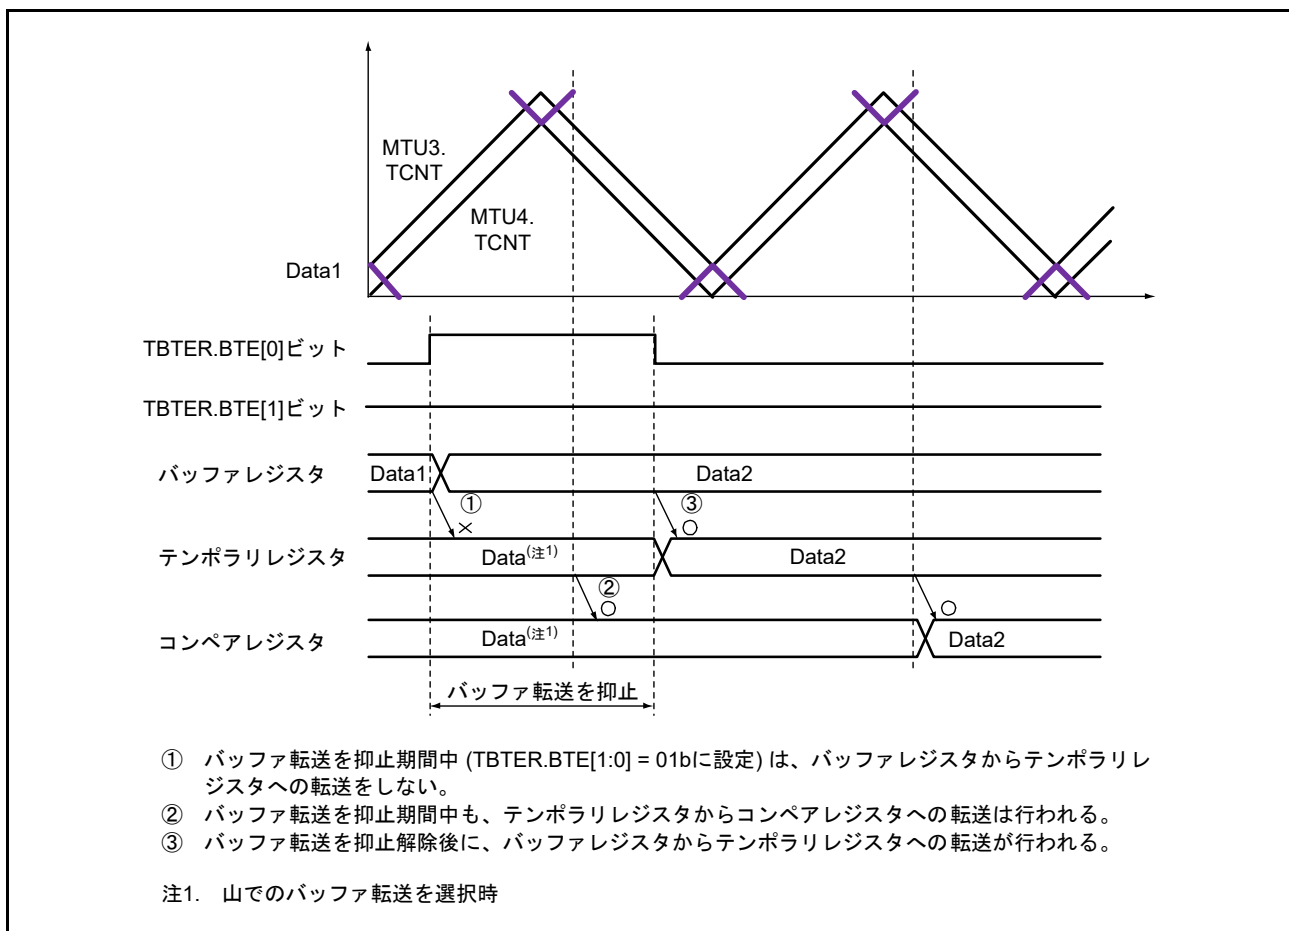 MTU3.
TCNT
MTU4.
TCNT
Data1
TBTER.BTE[0]ビット
TBTER.BTE[1]ビット
バッファレジスタ
Data1
Data2
①
×
③
○
テンポラリレジスタ
Data(注1)
Data2
②
○
○
コンペアレジスタ
Data(注1)
Data2
バッファ転送を抑止
① バッファ転送を抑止期間中 (TBTER.BTE[1:0] = 01bに設定) は、バッファレジスタからテンポラリレ
ジスタへの転送をしない。
② バッファ転送を抑止期間中も、テンポラリレジスタからコンペアレジスタへの転送は行われる。
③ バッファ転送を抑止解除後に、バッファレジスタからテンポラリレジスタへの転送が行われる。
注1. 山でのバッファ転送を選択時